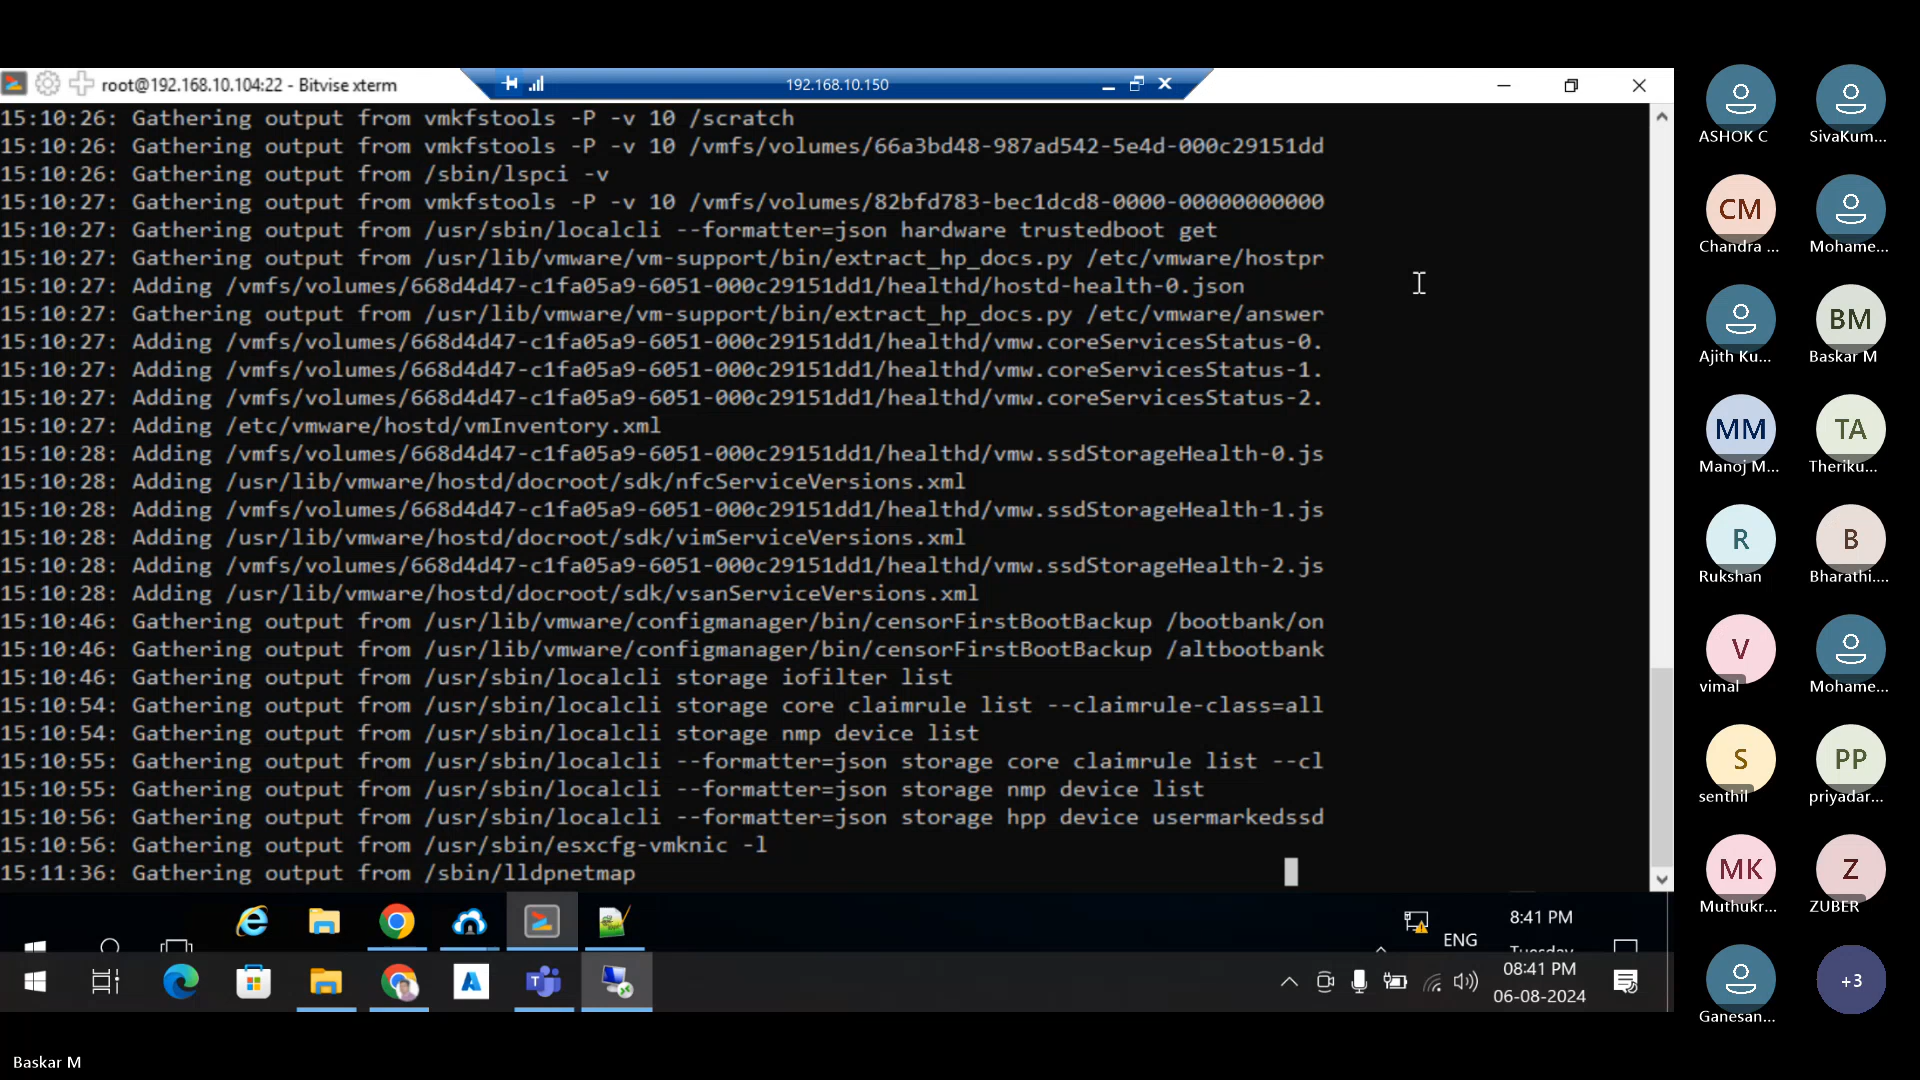 root@192.168.10.104:22 - Bitvise xterm
192.168.10.150
15:10:26: Gathering output from vmkfstools -P -v 10 /scratch
15:10:26: Gathering output from vmkfstools -P -v 10 /vmfs/volumes/66a3bd48-987ad542-5e4d-000c29151dd
15:10:26: Gathering output from /sbin/lspci -v
15:10:27: Gathering output from vmkfstools -P -v 10 /vmfs/volumes/82bfd783-bec1dcd8-0000-00000000000
15:10:27: Gathering output from /usr/sbin/localcli --formatter=json hardware trustedboot get
15:10:27: Gathering output from /usr/lib/vmware/vm-support/bin/extract_hp_docs.py /etc/vmware/hostpr
15:10:27: Adding /vmfs/volumes/668d4d47-c1fa05a9-6051-000c29151dd1/healthd/hostd-health-0.json
15:10:27: Gathering output from /usr/lib/vmware/vm-support/bin/extract_hp_docs.py /etc/vmware/answer
15:10:27: Adding /vmfs/volumes/668d4d47-c1fa05a9-6051-000c29151dd1/healthd/vmw.coreServicesStatus-0.
15:10:27: Adding /vmfs/volumes/668d4d47-c1fa05a9-6051-000c29151dd1/healthd/vmw.coreServicesStatus-1.
15:10:27: Adding /vmfs/volumes/668d4d47-c1fa05a9-6051-000c29151dd1/healthd/vmw.coreServicesStatus-2.
15:10:27: Adding /etc/vmware/hostd/vmInventory.xml
15:10:28: Adding /vmfs/volumes/668d4d47-c1fa05a9-6051-000c29151dd1/healthd/vmw.ssdStorageHealth-0.js
15:10:28: Adding /usr/lib/vmware/hostd/docroot/sdk/nfcServiceVersions.xml
15:10:28: Adding /vmfs/volumes/668d4d47-c1fa05a9-6051-000c29151dd1/healthd/vmw.ssdStorageHealth-1.js
15:10:28: Adding /usr/lib/vmware/hostd/docroot/sdk/vimServiceVersions.xml
15:10:28: Adding /vmfs/volumes/668d4d47-c1fa05a9-6051-000c29151dd1/healthd/vmw.ssdStorageHealth-2.js
15:10:28: Adding /usr/lib/vmware/hostd/docroot/sdk/vsanServiceVersions.xml
15:10:46: Gathering output from /usr/lib/vmware/configmanager/bin/censorFirstBootBackup /bootbank/on
15:10:46: Gathering output from /usr/lib/vmware/configmanager/bin/censorFirstBootBackup /altbootbank
15:10:46: Gathering output from /usr/sbin/localcli storage iofilter list
15:10:54: Gathering output from /usr/sbin/localcli storage core claimrule list --claimrule-class=all
15:10:54: Gathering output from /usr/sbin/localcli storage nmp device list
15:10:55: Gathering output from /usr/sbin/localcli --formatter=json storage core claimrule list --cl
15:10:55: Gathering output from /usr/sbin/localcli --formatter=json storage nmp device list
15:10:56: Gathering output from /usr/sbin/localcli --formatter=json storage hpp device usermarkedssd
15:10:56: Gathering output from /usr/sbin/esxcfg-vmknic -l
15:11:36: Gathering output from /sbin/lldpnetmap
8:41 PM
ENG
Tuesday
08:41 PM
06-08-2024
ASHOK C
SivaKum...
CM
Chandra ...
Mohame...
Ajith Ku...
BM
Baskar M
MM
Manoj M...
TA
Theriku...
R
Rukshan
B
Bharathi....
V
vimal
Mohame...
S
senthil
PP
priyadar...
MK
Muthukr...
Z
ZUBER
Ganesan...
+3
Baskar M